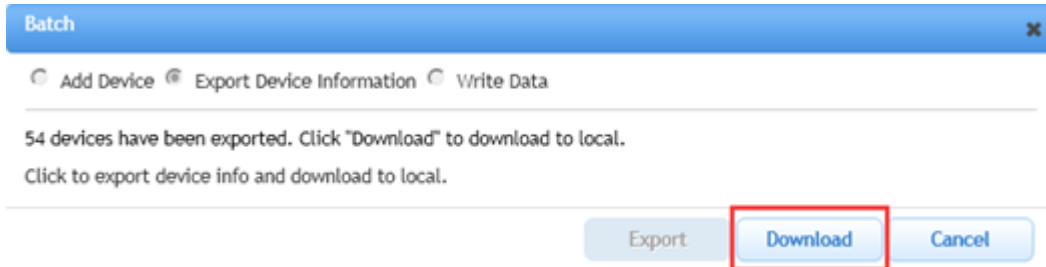 Batch
Add Device Export Device Information Write Data
54 devices have been exported. Click "Download" to download to local.
Click to export device info and download to local.
Export Download Cancel